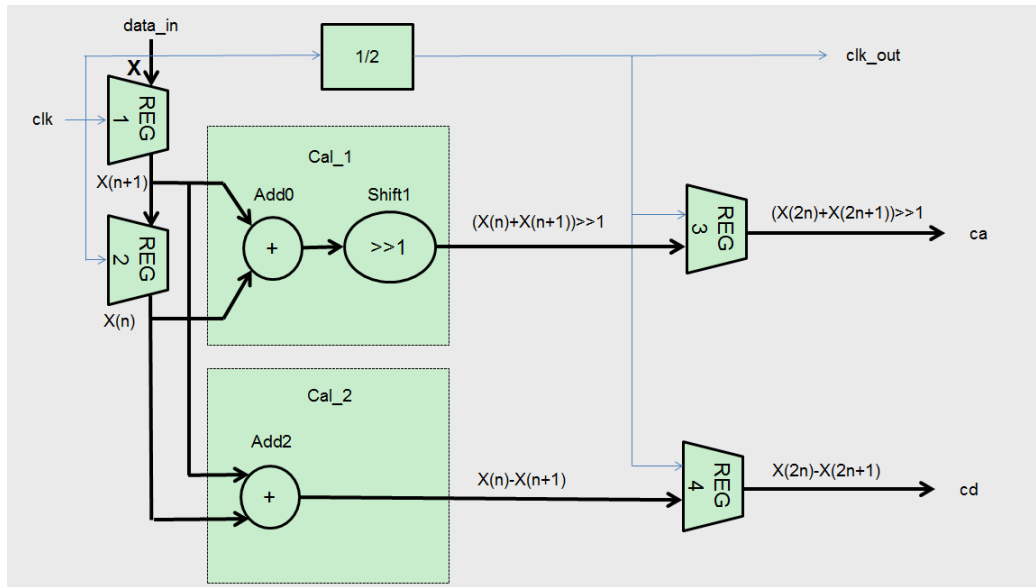 data_in
X
1/2
clk_out
clk
REG
1
X(n+1)
REG
2
X(n)
Cal_1
Add0
Shift1
+
>>1
(X(n)+X(n+1))>>1
REG
3
(X(2n)+X(2n+1))>>1
ca
Cal_2
Add2
+
X(n)-X(n+1)
REG
4
X(2n)-X(2n+1)
cd